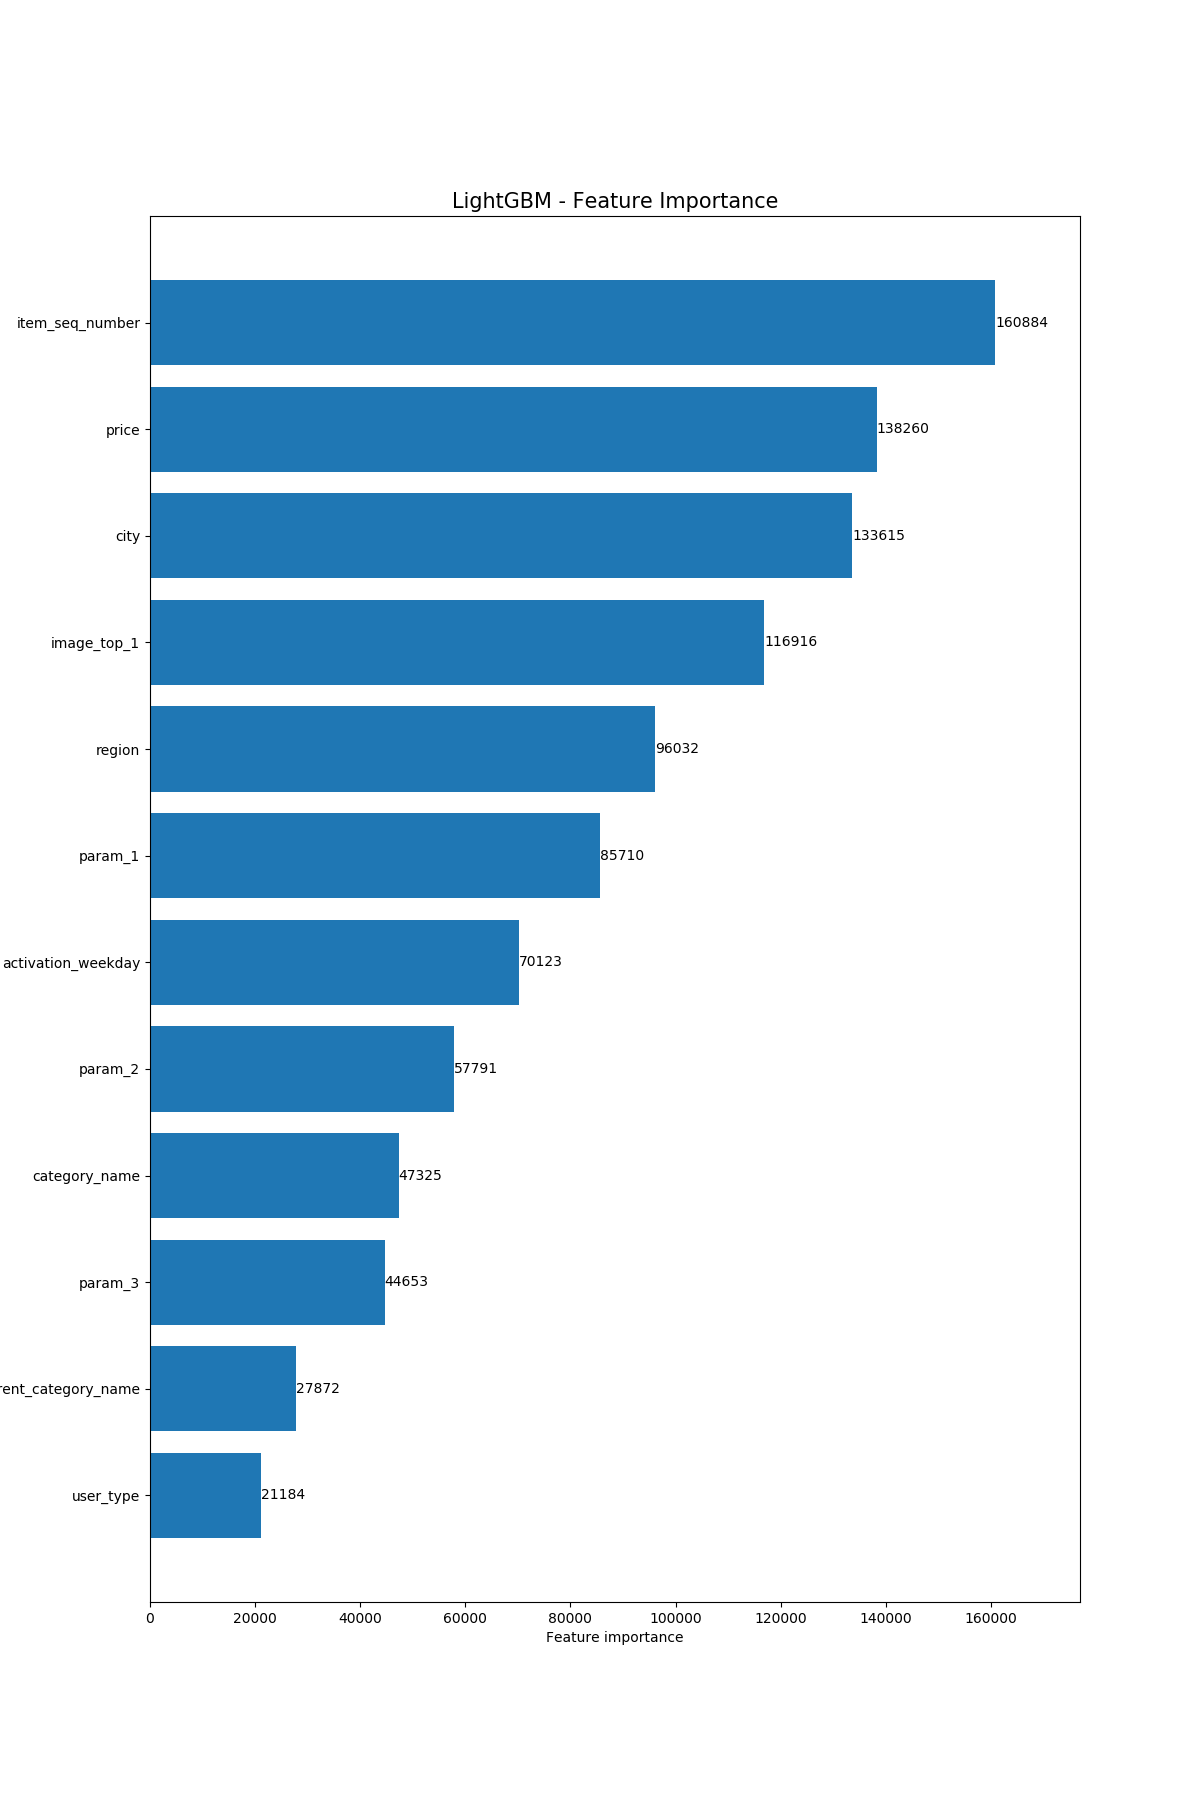 LightGBM - Feature Importance
item_seq_number 160884
price 138260
city 133615
image_top_1 116916
region 96032
param_1 85710
activation_weekday 70123
param_2 57791
category_name 47325
param_3 44653
rent_category_name 27872
user_type 21184
0 20000 40000 60000 80000 100000 120000 140000 160000
Feature importance